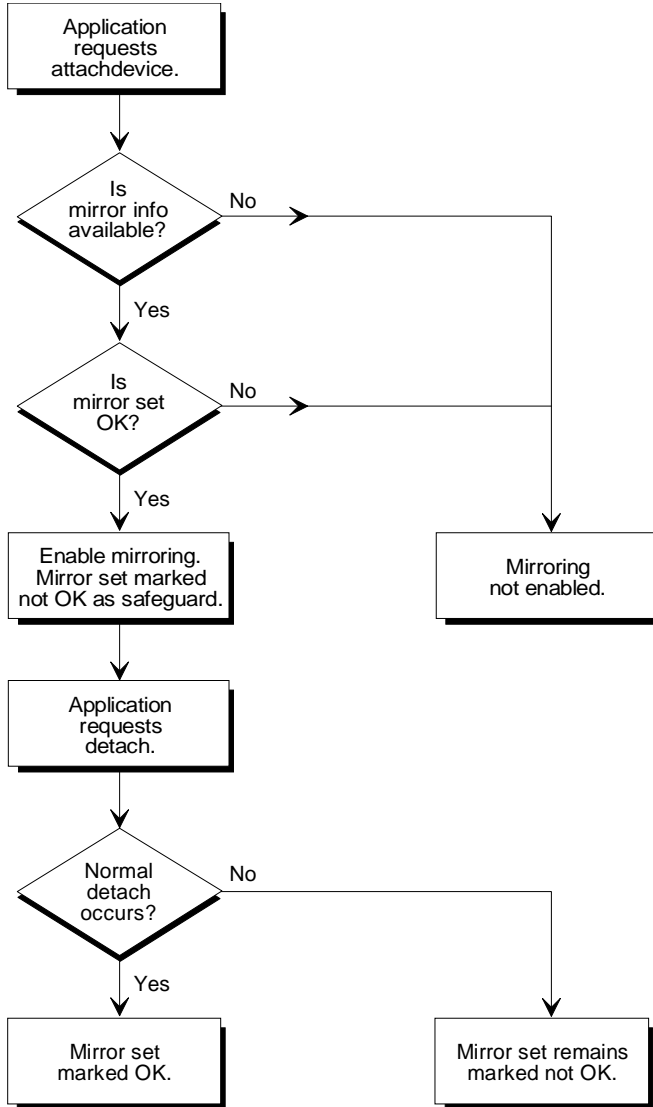 Application
requests
attachdevice.
Is
mirror info
available?
No
Yes
Is
mirror set
OK?
No
Yes
Enable mirroring.
Mirror set marked
not OK as safeguard.
Mirroring
not enabled.
Application
requests
detach.
Normal
detach
occurs?
No
Yes
Mirror set
marked OK.
Mirror set remains
marked not OK.